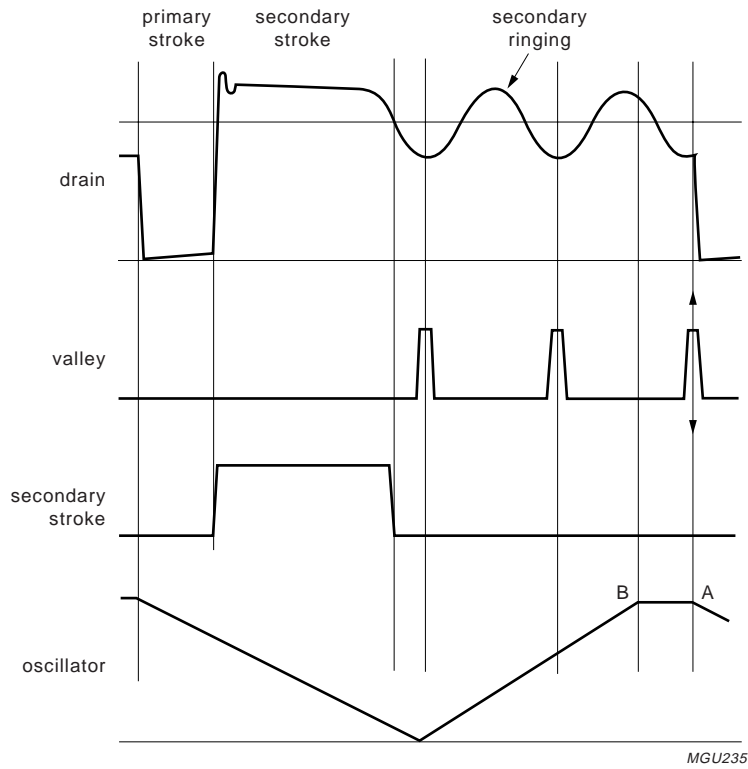 primary
stroke
secondary
stroke
secondary
ringing
drain
valley
secondary
stroke
B
A
oscillator
MGU235